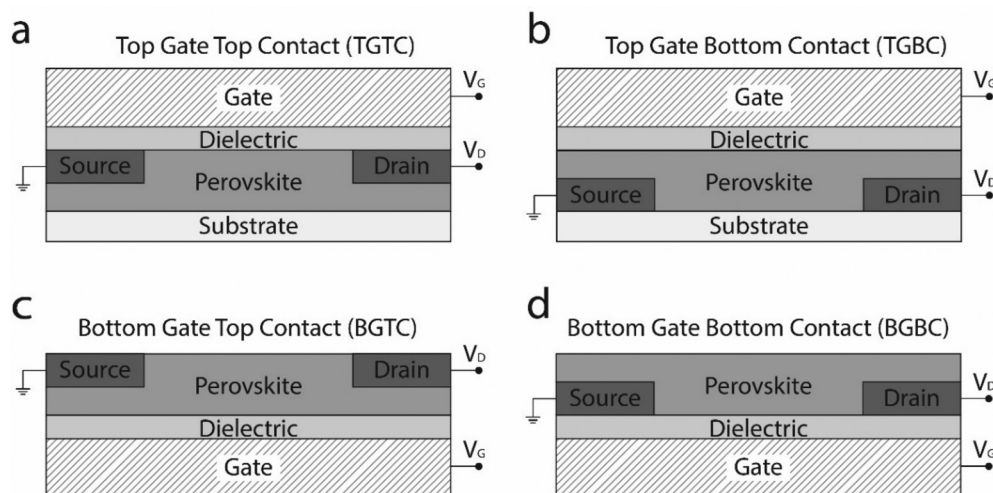 a
Top Gate Top Contact (TGTC)
Gate
VG
Dielectric
Source
Perovskite
Drain
VD
Substrate
b
Top Gate Bottom Contact (TGBC)
Gate
VG
Dielectric
Perovskite
Source
Drain
VD
Substrate
c
Bottom Gate Top Contact (BGTC)
Source
Perovskite
Drain
VD
Dielectric
Gate
VG
d
Bottom Gate Bottom Contact (BGBC)
Perovskite
Source
Drain
VD
Dielectric
Gate
VG